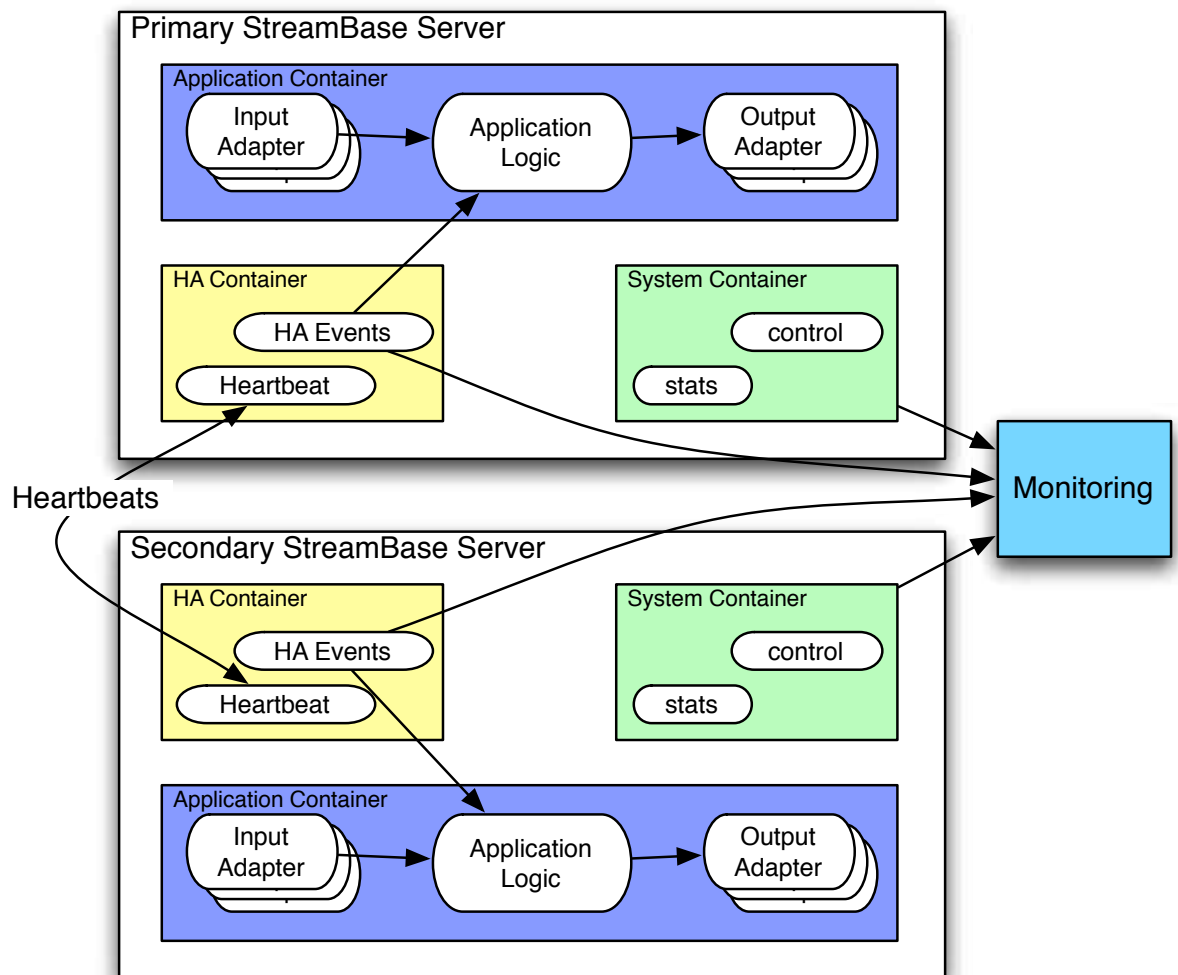 Primary StreamBase Server
Application Container
Input
Adapter
Application
Logic
Output
Adapter
HA Container
HA Events
Heartbeat
System Container
control
stats
Heartbeats
Monitoring
Secondary StreamBase Server
HA Container
HA Events
Heartbeat
System Container
control
stats
Application Container
Input
Adapter
Application
Logic
Output
Adapter